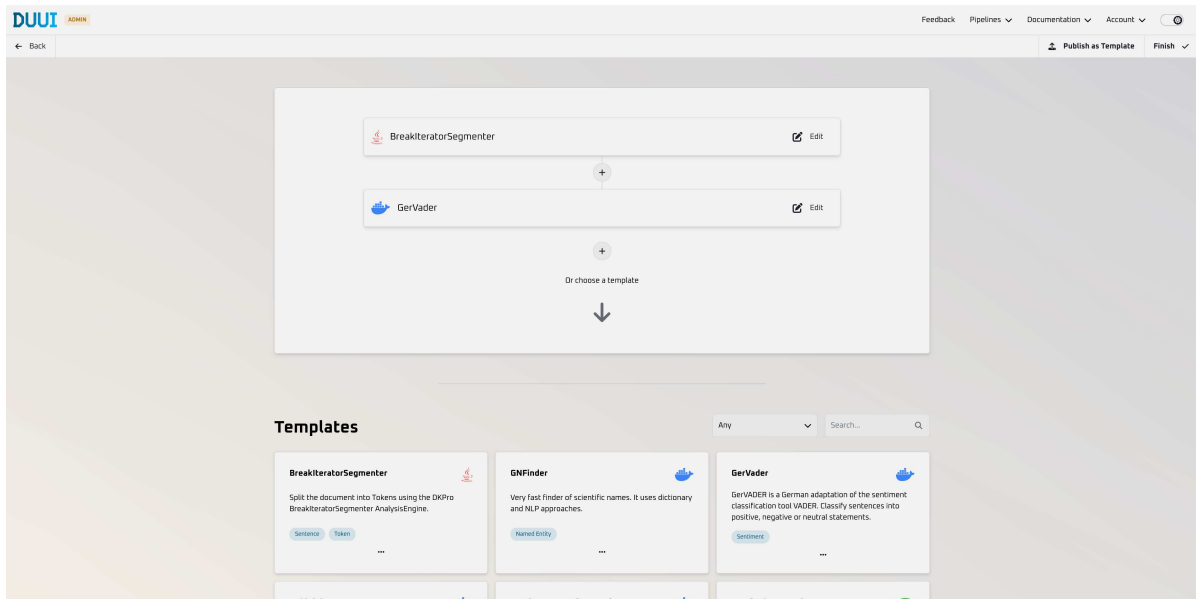 DUUI ADMIN Feedback Pipelines Documentation Account
Back Publish as Template Finish
BreakIteratorSegmenter Edit
GerVader Edit
Or choose a template
Templates Any Search...
BreakIteratorSegmenter
Split the document into Tokens using the DKPro
BreakIteratorSegmenter AnalysisEngine.
Sentence Token
...
GNFinder
Very fast finder of scientific names. It uses dictionary
and NLP approaches.
Named Entity
...
GerVader
GerVADER is a German adaptation of the sentiment
classification tool VADER. Classify sentences into
positive, negative or neutral statements.
Sentiment
...